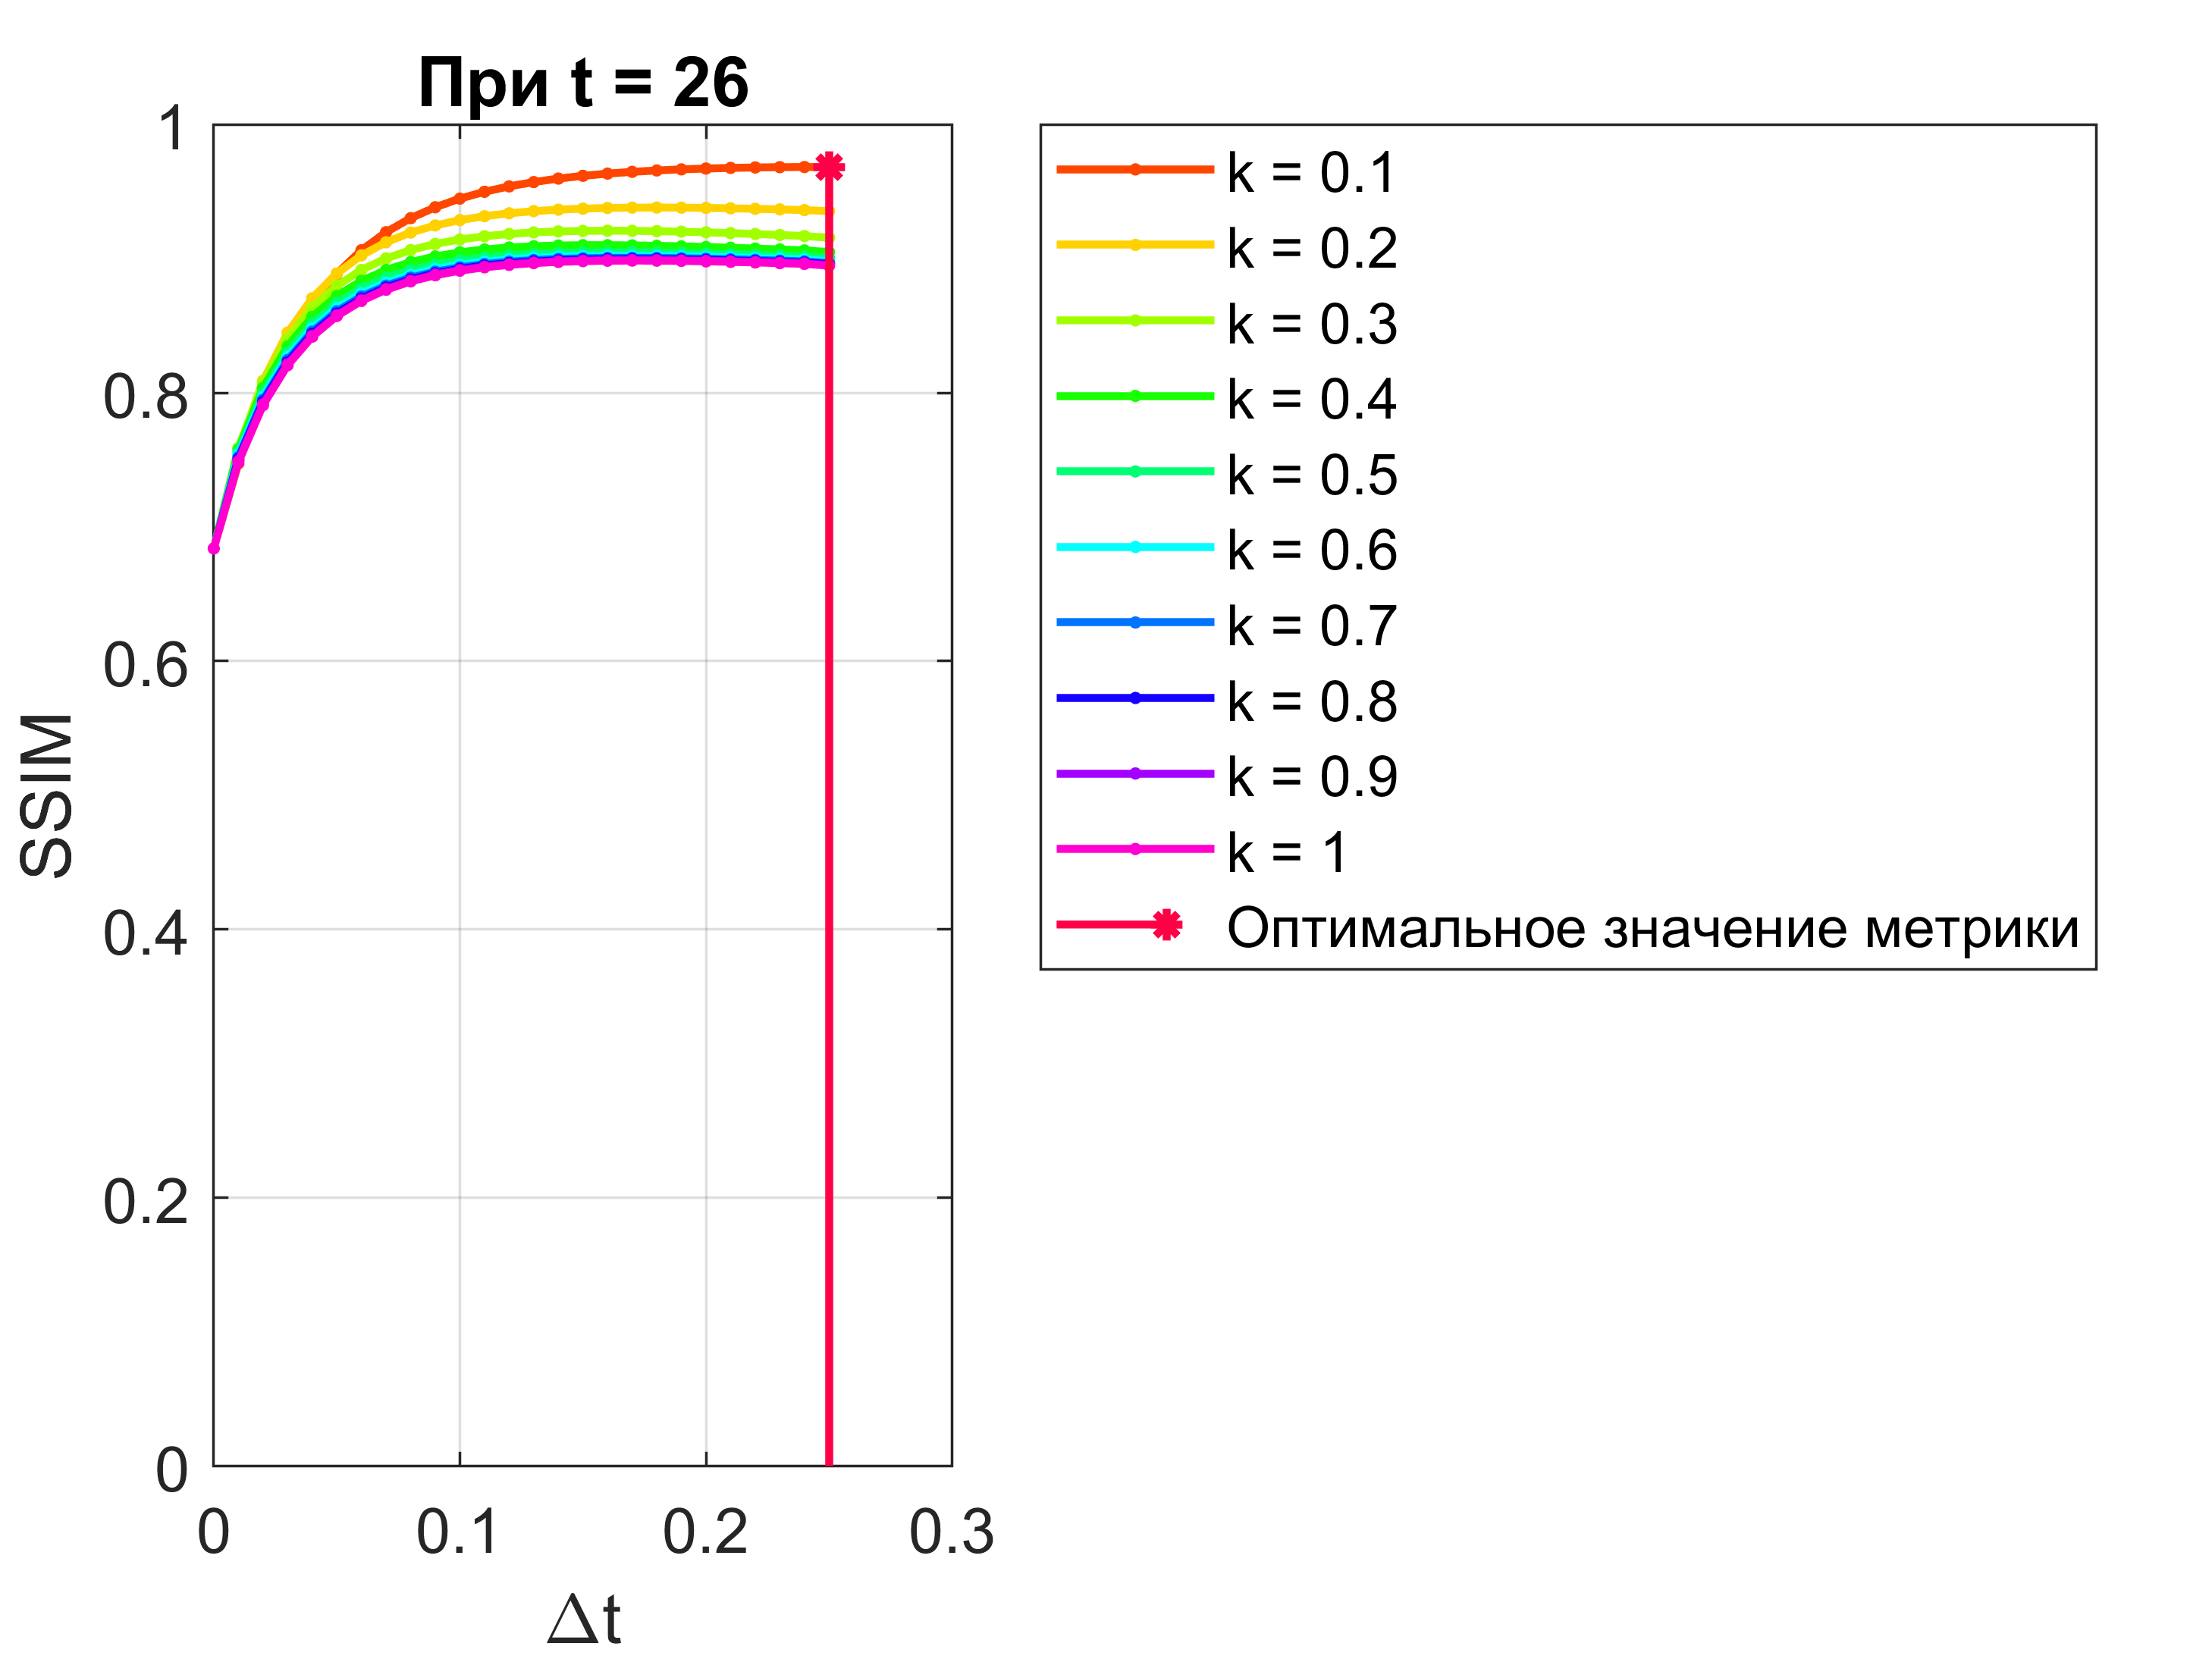 При t = 26
1
0.8
0.6
0.4
0.2
0
SSIM
0
0.1
0.2
0.3
Δt
k = 0.1
k = 0.2
k = 0.3
k = 0.4
k = 0.5
k = 0.6
k = 0.7
k = 0.8
k = 0.9
k = 1
Оптимальное значение метрики